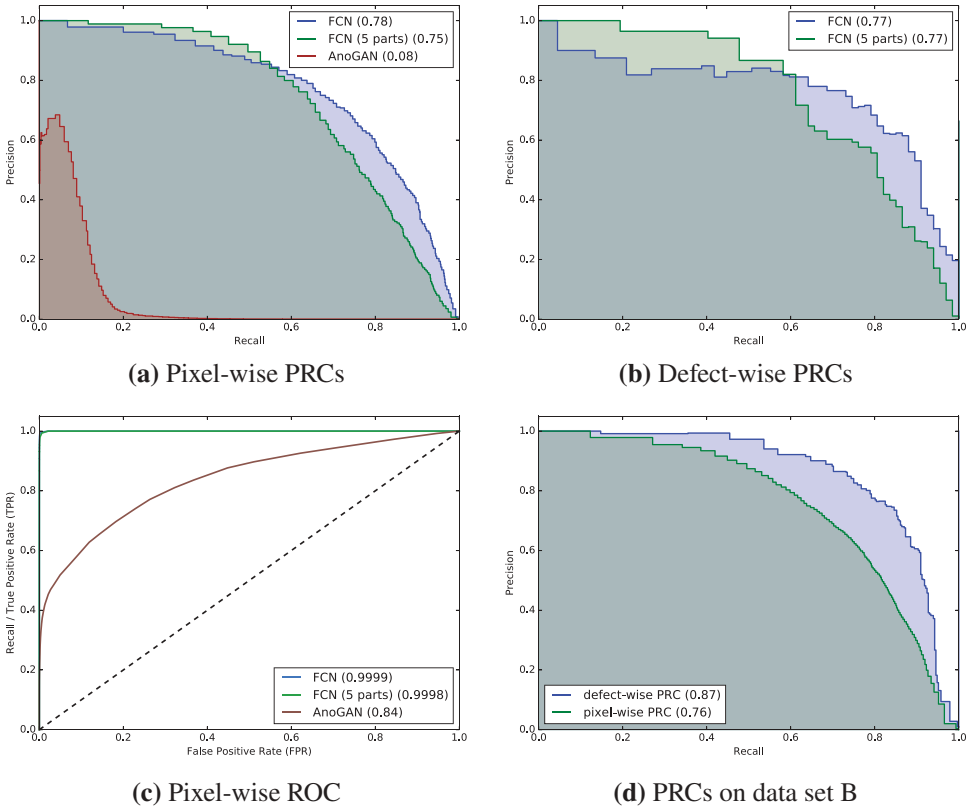 FCN (0.78)
FCN (5 parts) (0.75)
AnoGAN (0.08)
Precision
1.0
0.8
0.6
0.4
0.2
0.0
0.0 0.2 0.4 0.6 0.8 1.0
Recall
(a) Pixel-wise PRCs
FCN (0.77)
FCN (5 parts) (0.77)
Precision
1.0
0.8
0.6
0.4
0.2
0.0
0.0 0.2 0.4 0.6 0.8 1.0
Recall
(b) Defect-wise PRCs
Recall / True Positive Rate (TPR)
1.0
0.8
0.6
0.4
0.2
0.0
FCN (0.9999)
FCN (5 parts) (0.9998)
AnoGAN (0.84)
0.0 0.2 0.4 0.6 0.8 1.0
False Positive Rate (FPR)
(c) Pixel-wise ROC
Precision
1.0
0.8
0.6
0.4
0.2
0.0
defect-wise PRC (0.87)
pixel-wise PRC (0.76)
0.0 0.2 0.4 0.6 0.8 1.0
Recall
(d) PRCs on data set B